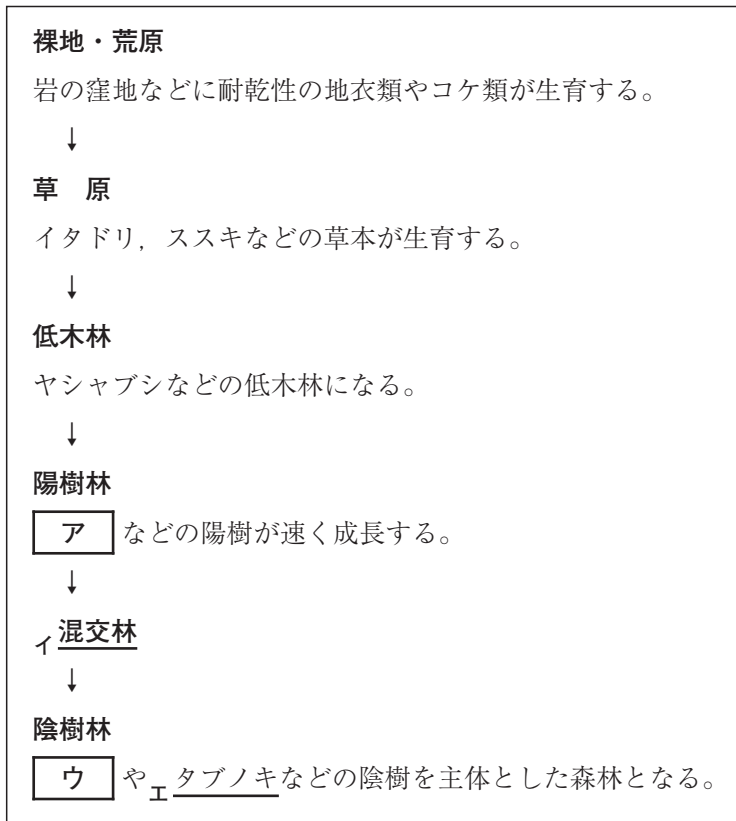 裸地・荒原
岩の窪地などに耐乾性の地衣類やコケ類が生育する。
↓
草　原
イタドリ，ススキなどの草本が生育する。
↓
低木林
ヤシャブシなどの低木林になる。
↓
陽樹林
ア などの陽樹が速く成長する。
↓
イ混交林
↓
陰樹林
ウ やエタブノキなどの陰樹を主体とした森林となる。